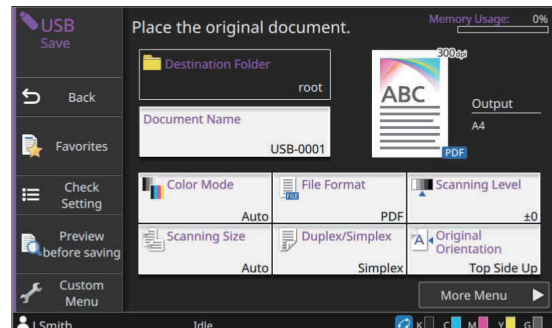 USB
Save
Place the original document.
Memory Usage: 0%
Destination Folder
root
Document Name
USB-0001
300dpi
ABC
PDF
Output
A4
Back
Favorites
Check
Setting
Preview
before saving
Custom
Menu
Color Mode
Auto
File Format
FILE
PDF
Scanning Level
±0
Scanning Size
Auto
Duplex/Simplex
Simplex
A
Original
Orientation
Top Side Up
More Menu
J.Smith
Idle
K C M Y G